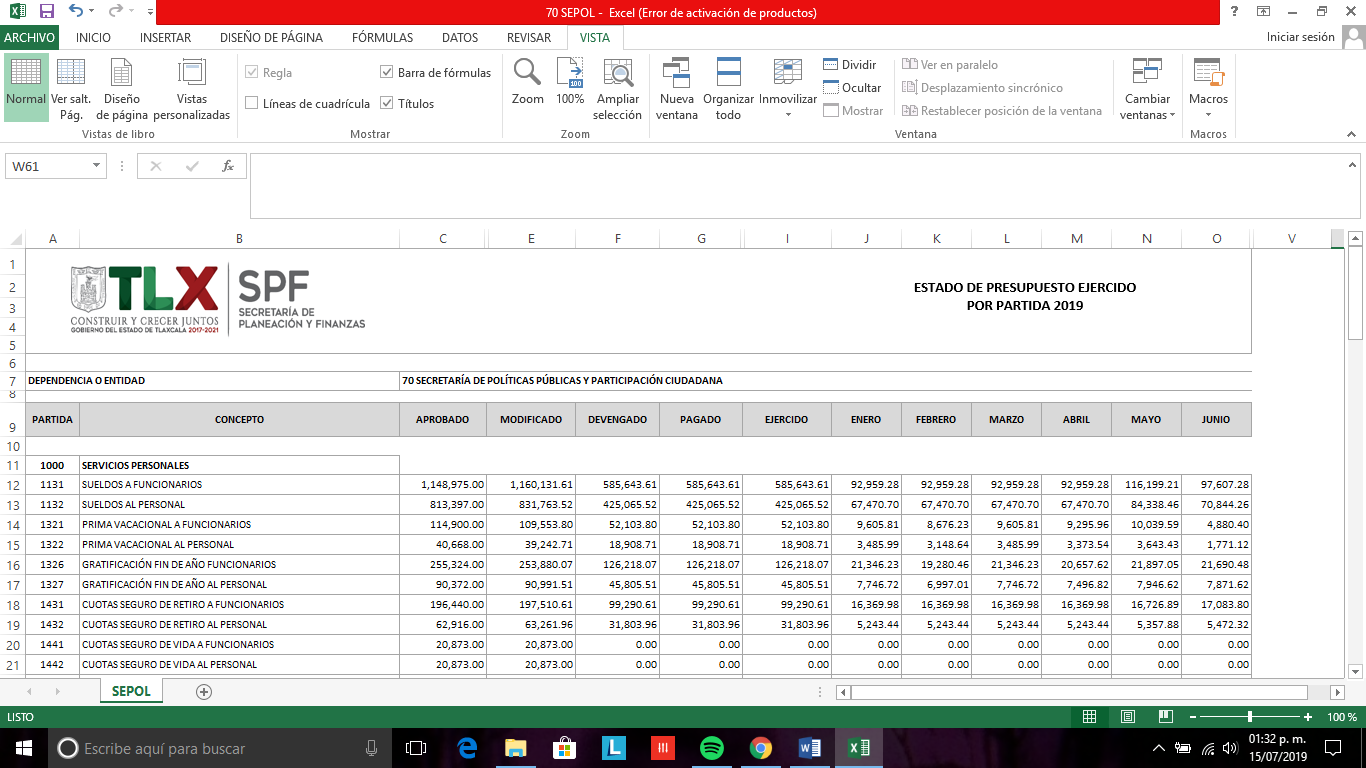 70 SEPOL - Excel (Error de activación de productos)
ARCHIVO INICIO INSERTAR DISEÑO DE PÁGINA FÓRMULAS DATOS REVISAR VISTA Iniciar sesión
Normal Ver salt. Pág. Diseño de página Vistas personalizadas
Vistas de libro
Regla Barra de fórmulas
Líneas de cuadrícula Títulos
Mostrar
Zoom 100% Ampliar selección
Zoom
Nueva ventana Organizar todo Inmovilizar
Dividir
Ocultar
Mostrar
Ver en paralelo
Desplazamiento sincrónico
Restablecer posición de la ventana
Cambiar ventanas
Ventana
Macros
Macros
W61 fx
A B C E F G I J K L M N O V
1
2
3
4
5
TLX
CONSTRUIR Y CRECER JUNTOS
GOBIERNO DEL ESTADO DE TLAXCALA 2017-2021
SPF
SECRETARÍA DE
PLANEACIÓN Y FINANZAS
ESTADO DE PRESUPUESTO EJERCIDO
POR PARTIDA 2019
6
7 DEPENDENCIA O ENTIDAD 70 SECRETARÍA DE POLÍTICAS PÚBLICAS Y PARTICIPACIÓN CIUDADANA
8
9 PARTIDA CONCEPTO APROBADO MODIFICADO DEVENGADO PAGADO EJERCIDO ENERO FEBRERO MARZO ABRIL MAYO JUNIO
10
11 1000 SERVICIOS PERSONALES
12 1131 SUELDOS A FUNCIONARIOS 1,148,975.00 1,160,131.61 585,643.61 585,643.61 585,643.61 92,959.28 92,959.28 92,959.28 92,959.28 116,199.21 97,607.28
13 1132 SUELDOS AL PERSONAL 813,397.00 831,763.52 425,065.52 425,065.52 425,065.52 67,470.70 67,470.70 67,470.70 67,470.70 84,338.46 70,844.26
14 1321 PRIMA VACACIONAL A FUNCIONARIOS 114,900.00 109,553.80 52,103.80 52,103.80 52,103.80 9,605.81 8,676.23 9,605.81 9,295.96 10,039.59 4,880.40
15 1322 PRIMA VACACIONAL AL PERSONAL 40,668.00 39,242.71 18,908.71 18,908.71 18,908.71 3,485.99 3,148.64 3,485.99 3,373.54 3,643.43 1,771.12
16 1326 GRATIFICACIÓN FIN DE AÑO FUNCIONARIOS 255,324.00 253,880.07 126,218.07 126,218.07 126,218.07 21,346.23 19,280.46 21,346.23 20,657.62 21,897.05 21,690.48
17 1327 GRATIFICACIÓN FIN DE AÑO AL PERSONAL 90,372.00 90,991.51 45,805.51 45,805.51 45,805.51 7,746.72 6,997.01 7,746.72 7,496.82 7,946.62 7,871.62
18 1431 CUOTAS SEGURO DE RETIRO A FUNCIONARIOS 196,440.00 197,510.61 99,290.61 99,290.61 99,290.61 16,369.98 16,369.98 16,369.98 16,369.98 16,726.89 17,083.80
19 1432 CUOTAS SEGURO DE RETIRO AL PERSONAL 62,916.00 63,261.96 31,803.96 31,803.96 31,803.96 5,243.44 5,243.44 5,243.44 5,243.44 5,357.88 5,472.32
20 1441 CUOTAS SEGURO DE VIDA A FUNCIONARIOS 20,873.00 20,873.00 0.00 0.00 0.00 0.00 0.00 0.00 0.00 0.00 0.00
21 1442 CUOTAS SEGURO DE VIDA AL PERSONAL 20,873.00 20,873.00 0.00 0.00 0.00 0.00 0.00 0.00 0.00 0.00 0.00
SEPOL
LISTO 100 %
Escribe aquí para buscar
01:32 p. m.
15/07/2019